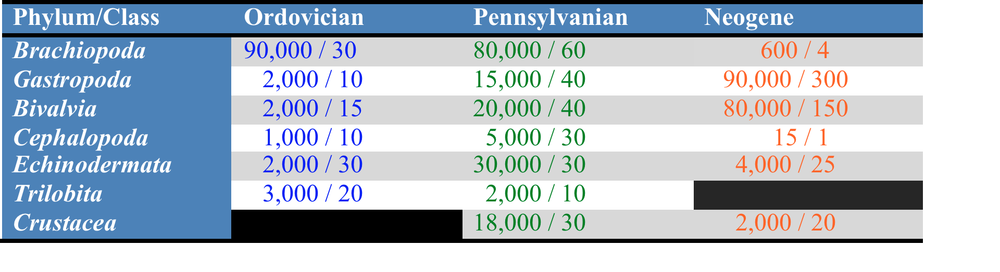 Phylum/Class Ordovician Pennsylvanian Neogene
Brachiopoda 90,000 / 30 80,000 / 60 600 / 4
Gastropoda 2,000 / 10 15,000 / 40 90,000 / 300
Bivalvia 2,000 / 15 20,000 / 40 80,000 / 150
Cephalopoda 1,000 / 10 5,000 / 30 15 / 1
Echinodermata 2,000 / 30 30,000 / 30 4,000 / 25
Trilobita 3,000 / 20 2,000 / 10
Crustacea 18,000 / 30 2,000 / 20